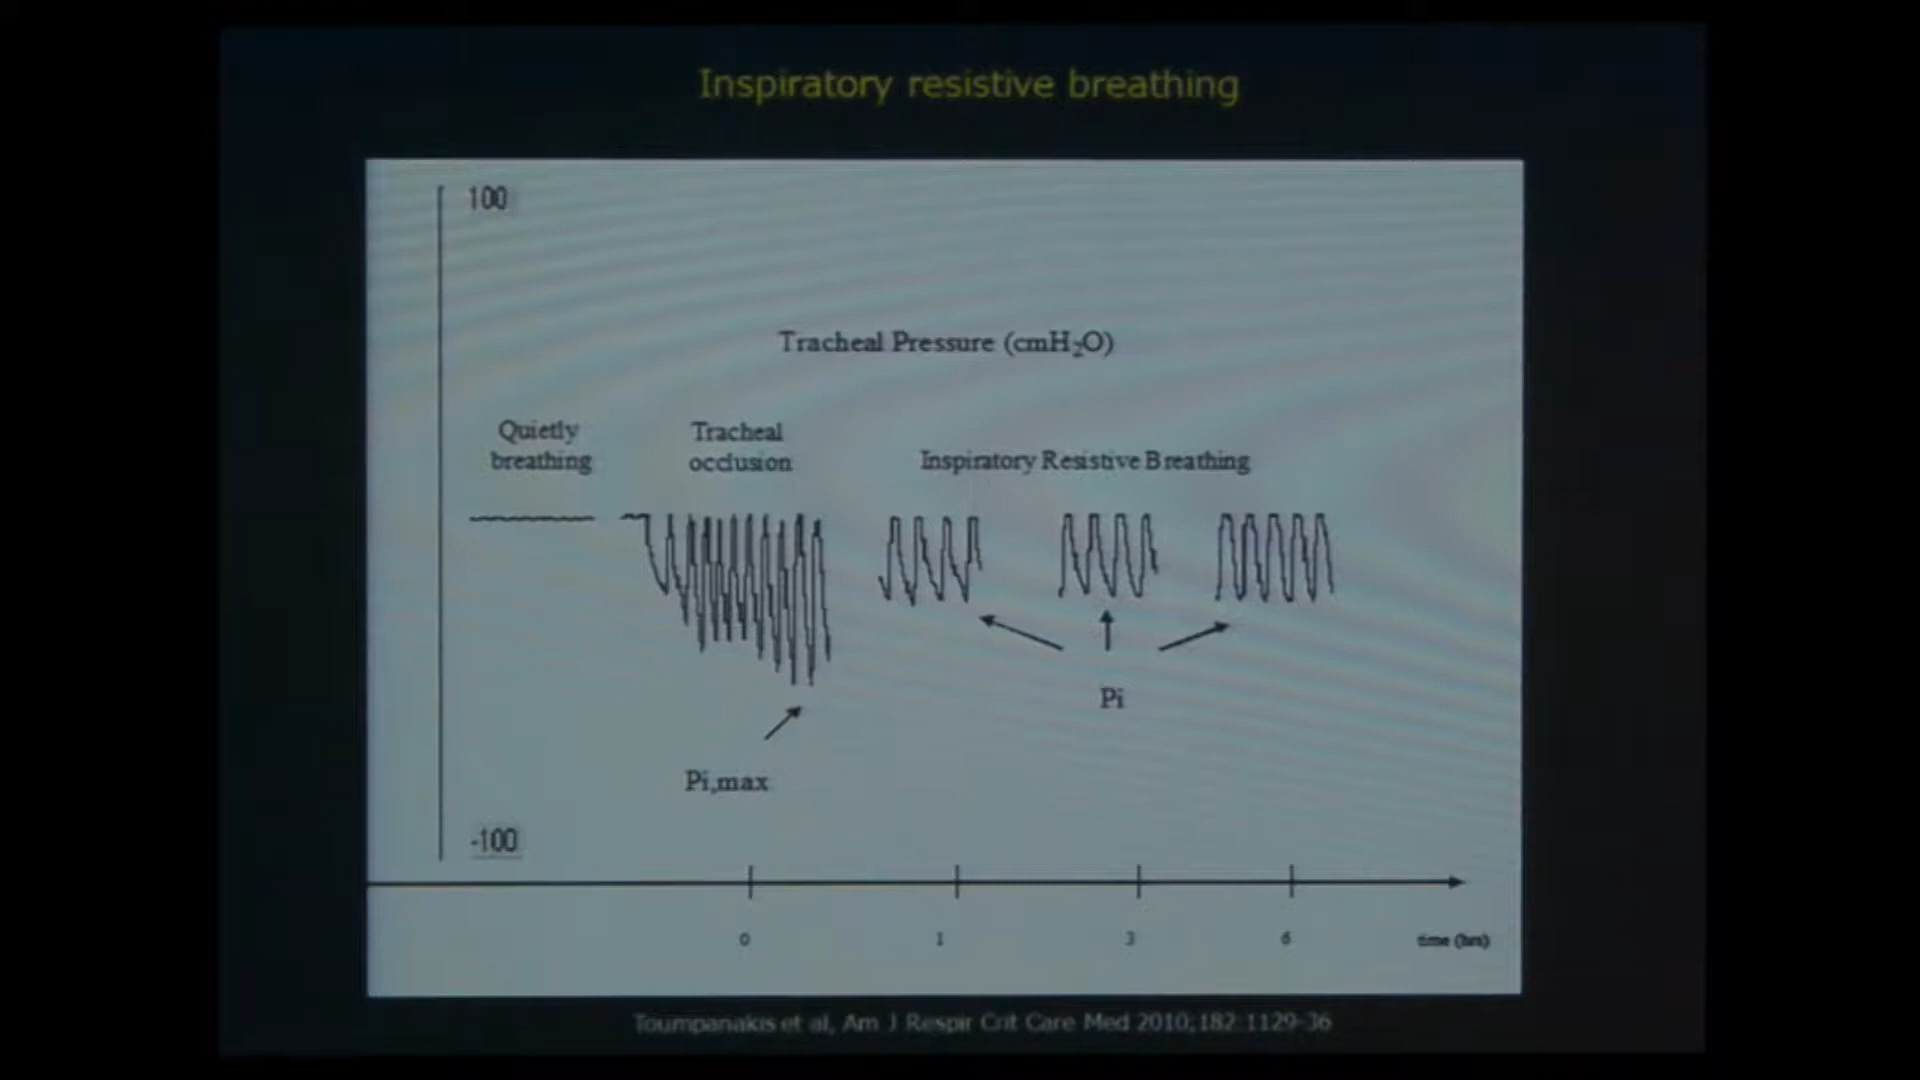 Inspiratory resistive breathing
100
Tracheal Pressure (cmH₂O)
Quietly
breathing
Tracheal
occlusion
Inspiratory Resistive Breathing
Pi
Pi,max
-100
0 1 3 6 time (hrs)
Toumpanakis et al, Am J Respir Crit Care Med 2010;182:1129-36